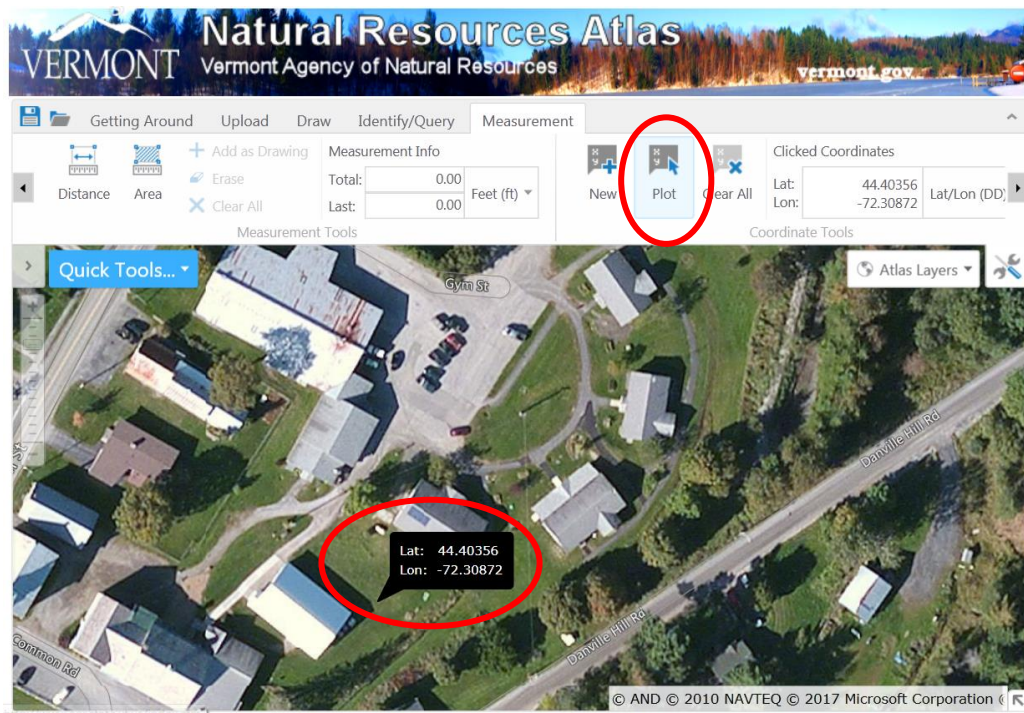 VERMONT
Natural Resources Atlas
Vermont Agency of Natural Resources
vermont.gov
Getting Around Upload Draw Identify/Query Measurement
Distance
Area
Add as Drawing
Erase
Clear All
Measurement Info
Total: 0.00
Last: 0.00
Feet (ft)
Measurement Tools
x
y
New
x
y
Plot
x
y
Clear All
Clicked Coordinates
Lat: 44.40356
Lon: -72.30872
Lat/Lon (DD)
Coordinate Tools
Quick Tools...
Atlas Layers
Gym St
Danville Hill Rd
Lat: 44.40356
Lon: -72.30872
Danville Hill Rd
Common Rd
© AND © 2010 NAVTEQ © 2017 Microsoft Corporation